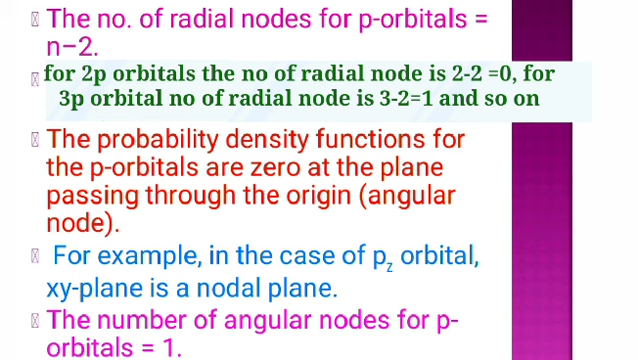 The no. of radial nodes for p-orbitals =
n–2.
for 2p orbitals the no of radial node is 2-2 =0, for
3p orbital no of radial node is 3-2=1 and so on
The probability density functions for
the p-orbitals are zero at the plane
passing through the origin (angular
node).
For example, in the case of pz orbital,
xy-plane is a nodal plane.
The number of angular nodes for p-
orbitals = 1.